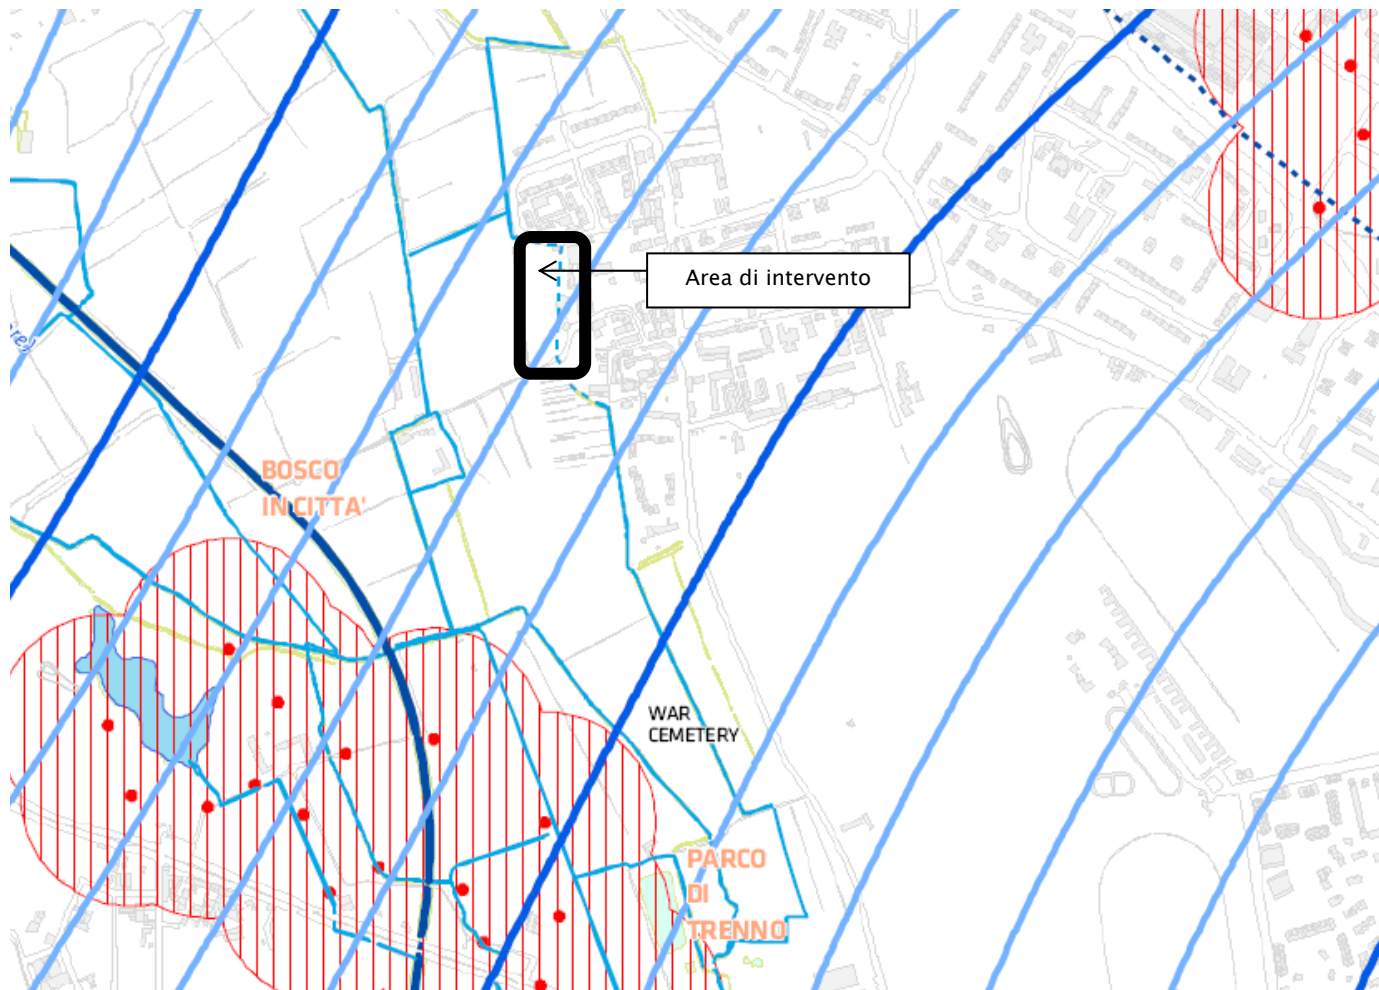 Area di intervento
BOSCO
IN CITTA'
WAR
CEMETERY
PARCO
DI
TRENNO